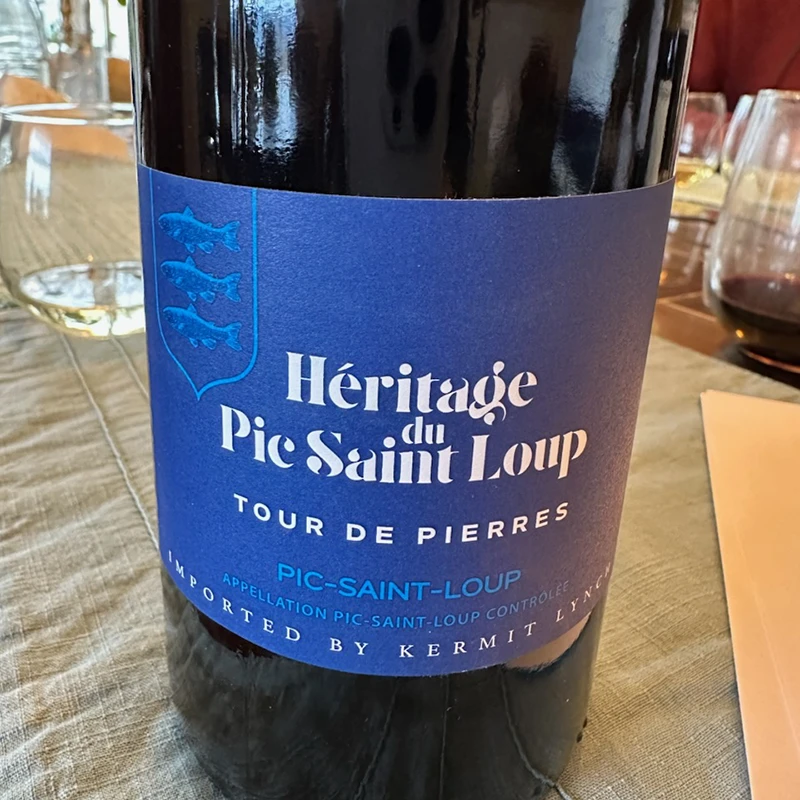 Héritage
du
Pic Saint Loup
TOUR DE PIERRES
PIC-SAINT-LOUP
APPELLATION PIC-SAINT-LOUP CONTRÔLÉE
IMPORTED BY KERMIT LYNCH